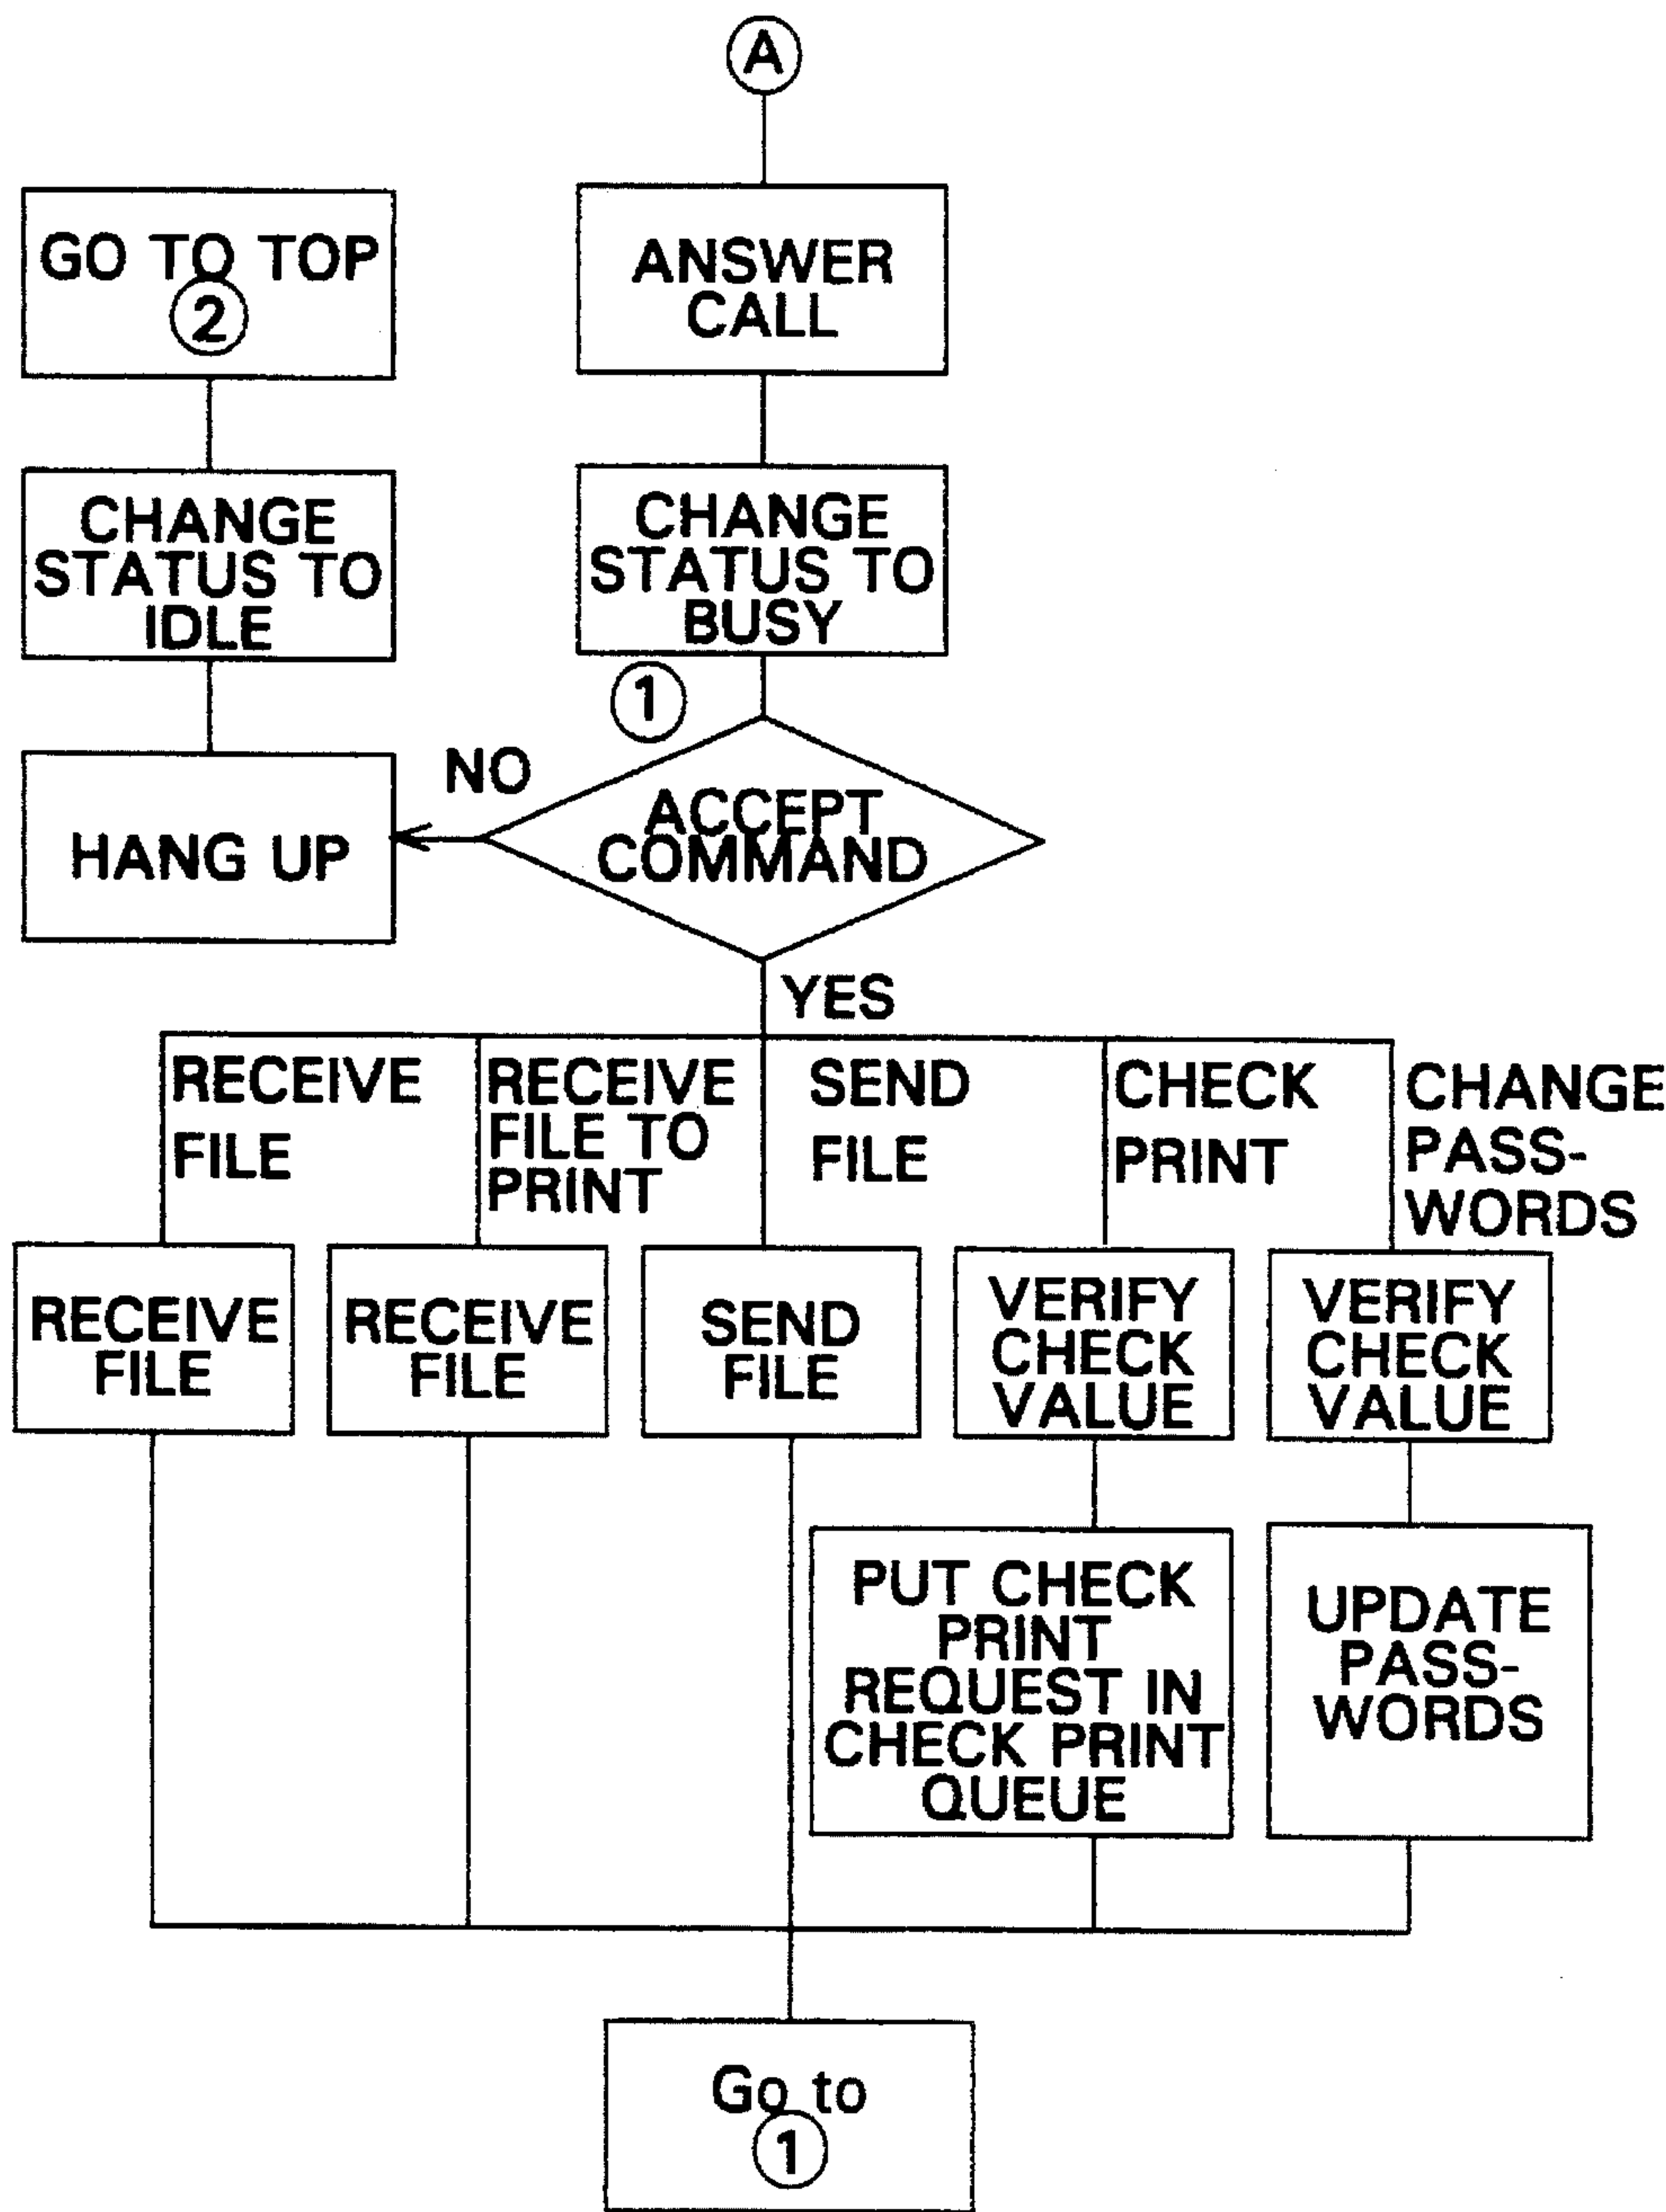 A
GO TO TOP
2
ANSWER
CALL
CHANGE
STATUS TO
IDLE
CHANGE
STATUS TO
BUSY
1
NO
HANG UP
ACCEPT
COMMAND
YES
RECEIVE
FILE
RECEIVE
FILE TO
PRINT
SEND
FILE
CHECK
PRINT
CHANGE
PASS-
WORDS
RECEIVE
FILE
RECEIVE
FILE
SEND
FILE
VERIFY
CHECK
VALUE
VERIFY
CHECK
VALUE
PUT CHECK
PRINT
REQUEST IN
CHECK PRINT
QUEUE
UPDATE
PASS-
WORDS
Go to
1